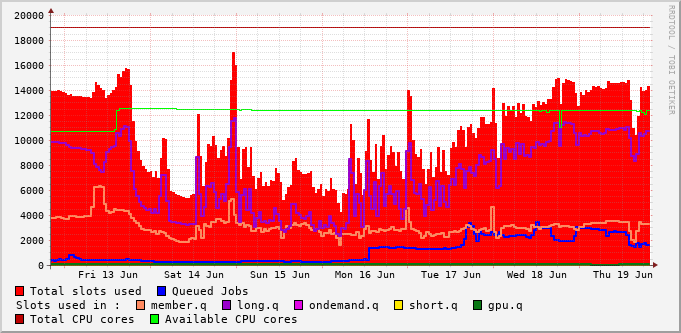 20000
18000
16000
14000
12000
10000
8000
6000
4000
2000
0
Fri 13 Jun Sat 14 Jun Sun 15 Jun Mon 16 Jun Tue 17 Jun Wed 18 Jun Thu 19 Jun
Total slots used Queued Jobs
Slots used in : member.q long.q ondemand.q short.q gpu.q
Total CPU cores Available CPU cores
RRDTOOL / TOBI OETIKER